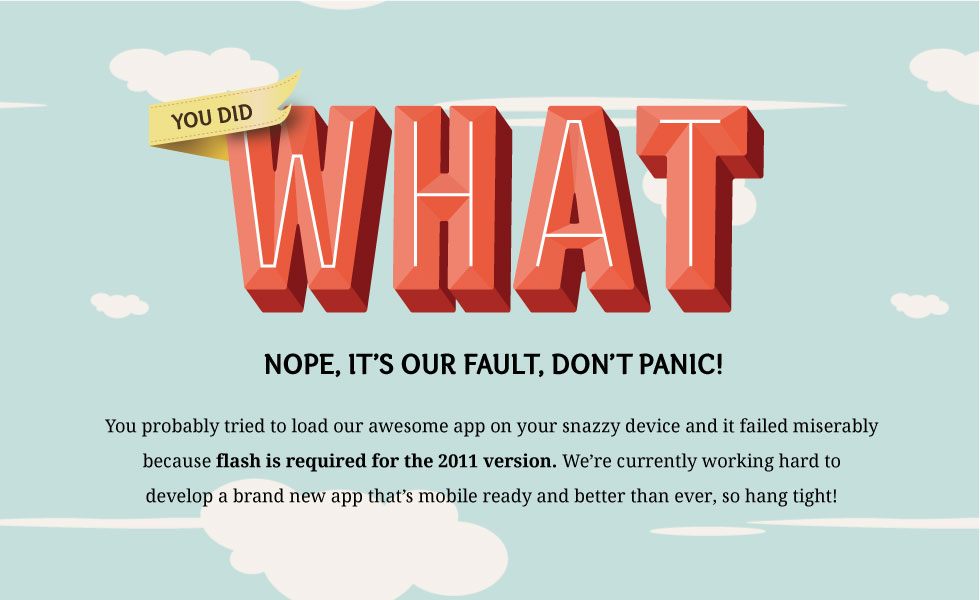 YOU DID
WHAT
NOPE, IT'S OUR FAULT, DON'T PANIC!
You probably tried to load our awesome app on your snazzy device and it failed miserably
because flash is required for the 2011 version. We're currently working hard to
develop a brand new app that's mobile ready and better than ever, so hang tight!